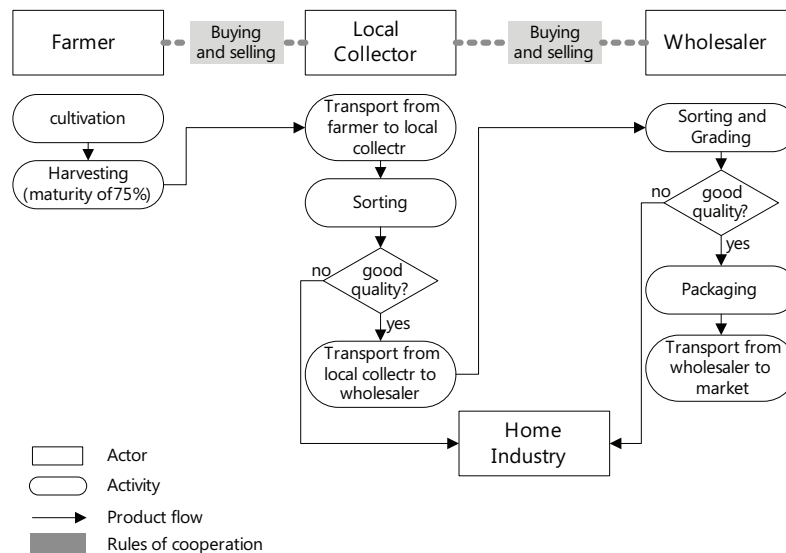 Farmer
Buying
and selling
Local
Collector
Buying
and selling
Wholesaler
cultivation
Harvesting
(maturity of75%)
Transport from
farmer to local
collectr
Sorting
no
good
quality?
yes
Transport from
local collectr to
wholesaler
Sorting and
Grading
no
good
quality?
yes
Packaging
Transport from
wholesaler to
market
Home
Industry
Actor
Activity
Product flow
Rules of cooperation